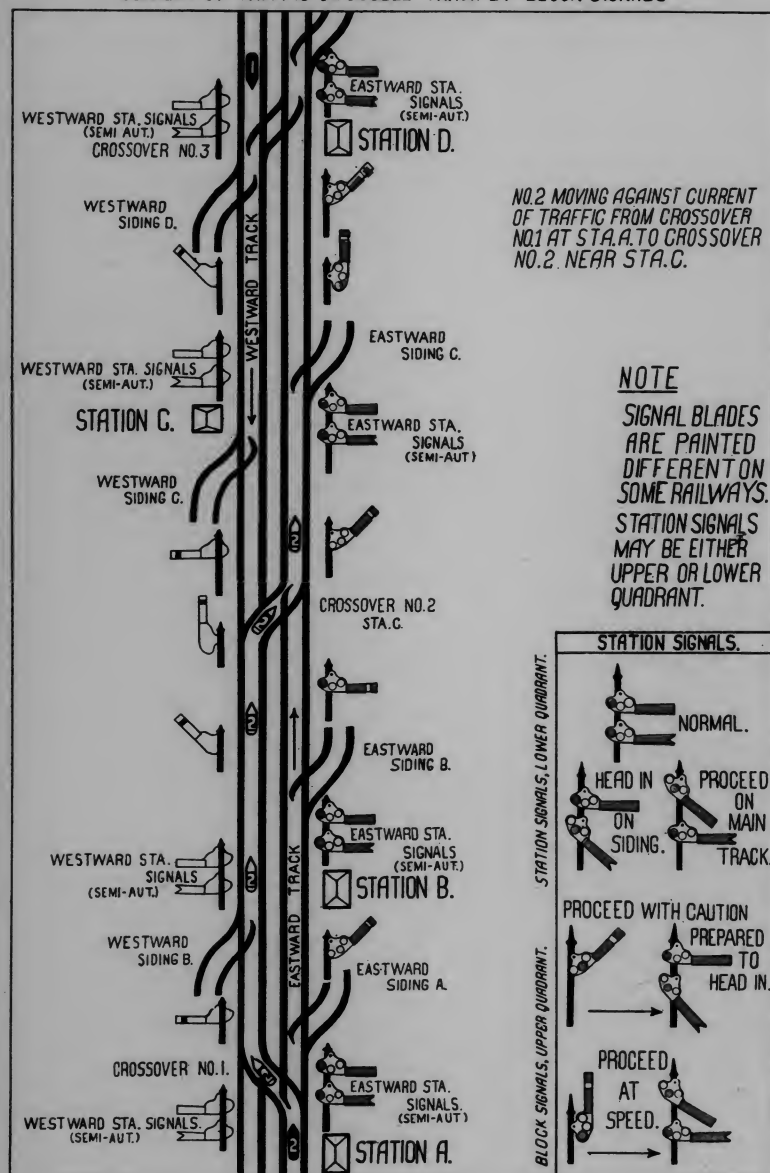 EASTWARD STA.
SIGNALS
(SEMI-AUT.)
STATION D.
WESTWARD STA. SIGNALS
(SEMI AUT.)
CROSSOVER NO.3
WESTWARD
SIDING D.
WESTWARD TRACK
NO.2 MOVING AGAINST CURRENT
OF TRAFFIC FROM CROSSOVER
NO.1 AT STA.A. TO CROSSOVER
NO.2. NEAR STA.C.
EASTWARD
SIDING C.
WESTWARD STA. SIGNALS
(SEMI-AUT.)
STATION C.
EASTWARD STA.
SIGNALS
(SEMI-AUT)
WESTWARD
SIDING C.
2
NOTE
SIGNAL BLADES
ARE PAINTED
DIFFERENT ON
SOME RAILWAYS.
STATION SIGNALS
MAY BE EITHER
UPPER OR LOWER
QUADRANT.
2
CROSSOVER NO.2
STA.C.
2
EASTWARD
SIDING B.
EASTWARD STA.
SIGNALS
(SEMI-AUT.)
STATION B.
WESTWARD STA.
SIGNALS
(SEMI-AUT.)
2
EASTWARD TRACK
WESTWARD
SIDING B.
EASTWARD
SIDING A.
CROSSOVER NO.1.
2
EASTWARD STA.
SIGNALS.
(SEMI-AUT)
WESTWARD STA. SIGNALS.
(SEMI-AUT.)
2
STATION A.
STATION SIGNALS.
STATION SIGNALS, LOWER QUADRANT.
NORMAL.
HEAD IN
ON
SIDING.
PROCEED
ON
MAIN
TRACK.
BLOCK SIGNALS, UPPER QUADRANT.
PROCEED WITH CAUTION
PREPARED
TO
HEAD IN.
PROCEED
AT
SPEED.